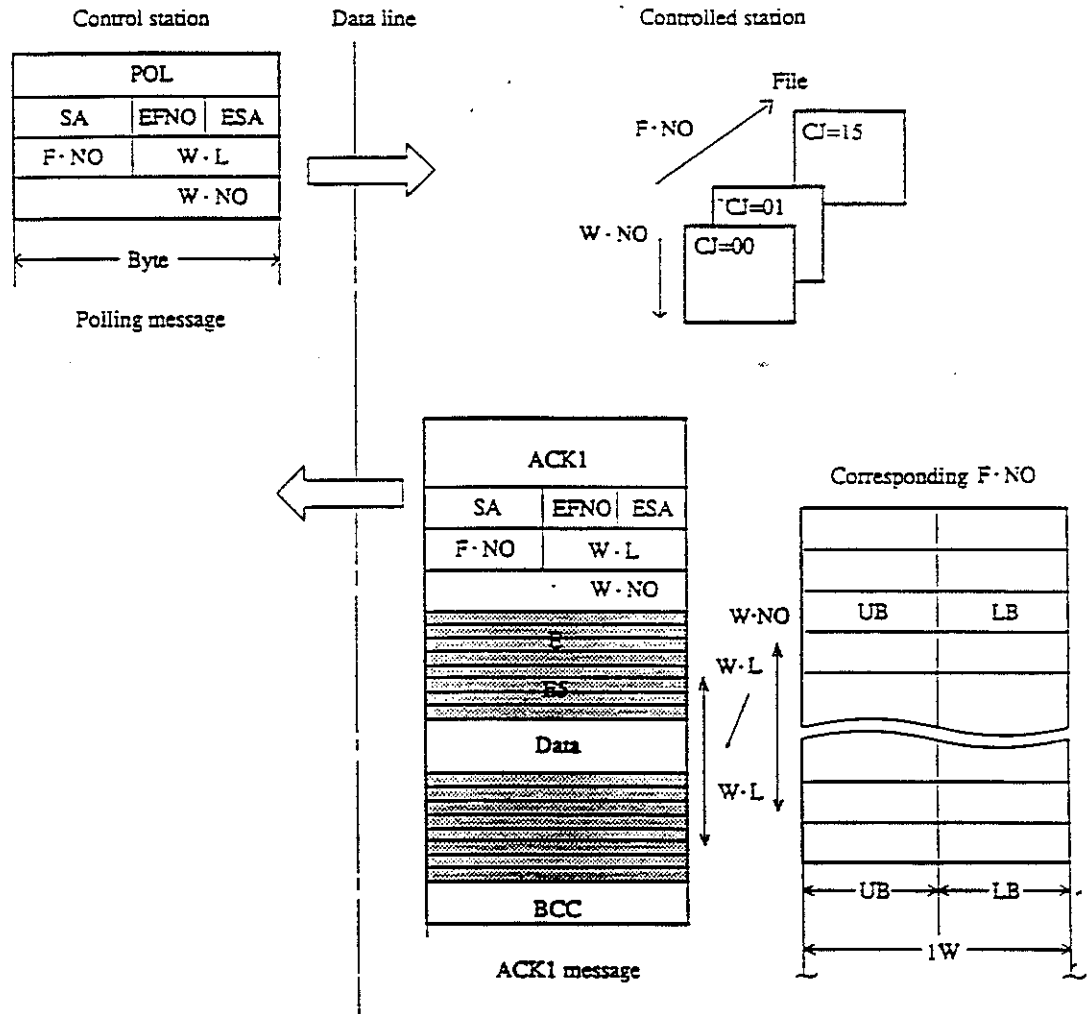 Control station
Data line
Controlled station
POL
SA EFNO ESA
F·NO W·L
W·NO
Byte
Polling message
File
F·NO
CJ=15
CJ=01
CJ=00
W·NO
ACK1
SA EFNO ESA
F·NO W·L
W·NO
ES
Data
BCC
ACK1 message
Corresponding F·NO
W·NO
UB LB
W·L
W·L
UB LB
1W